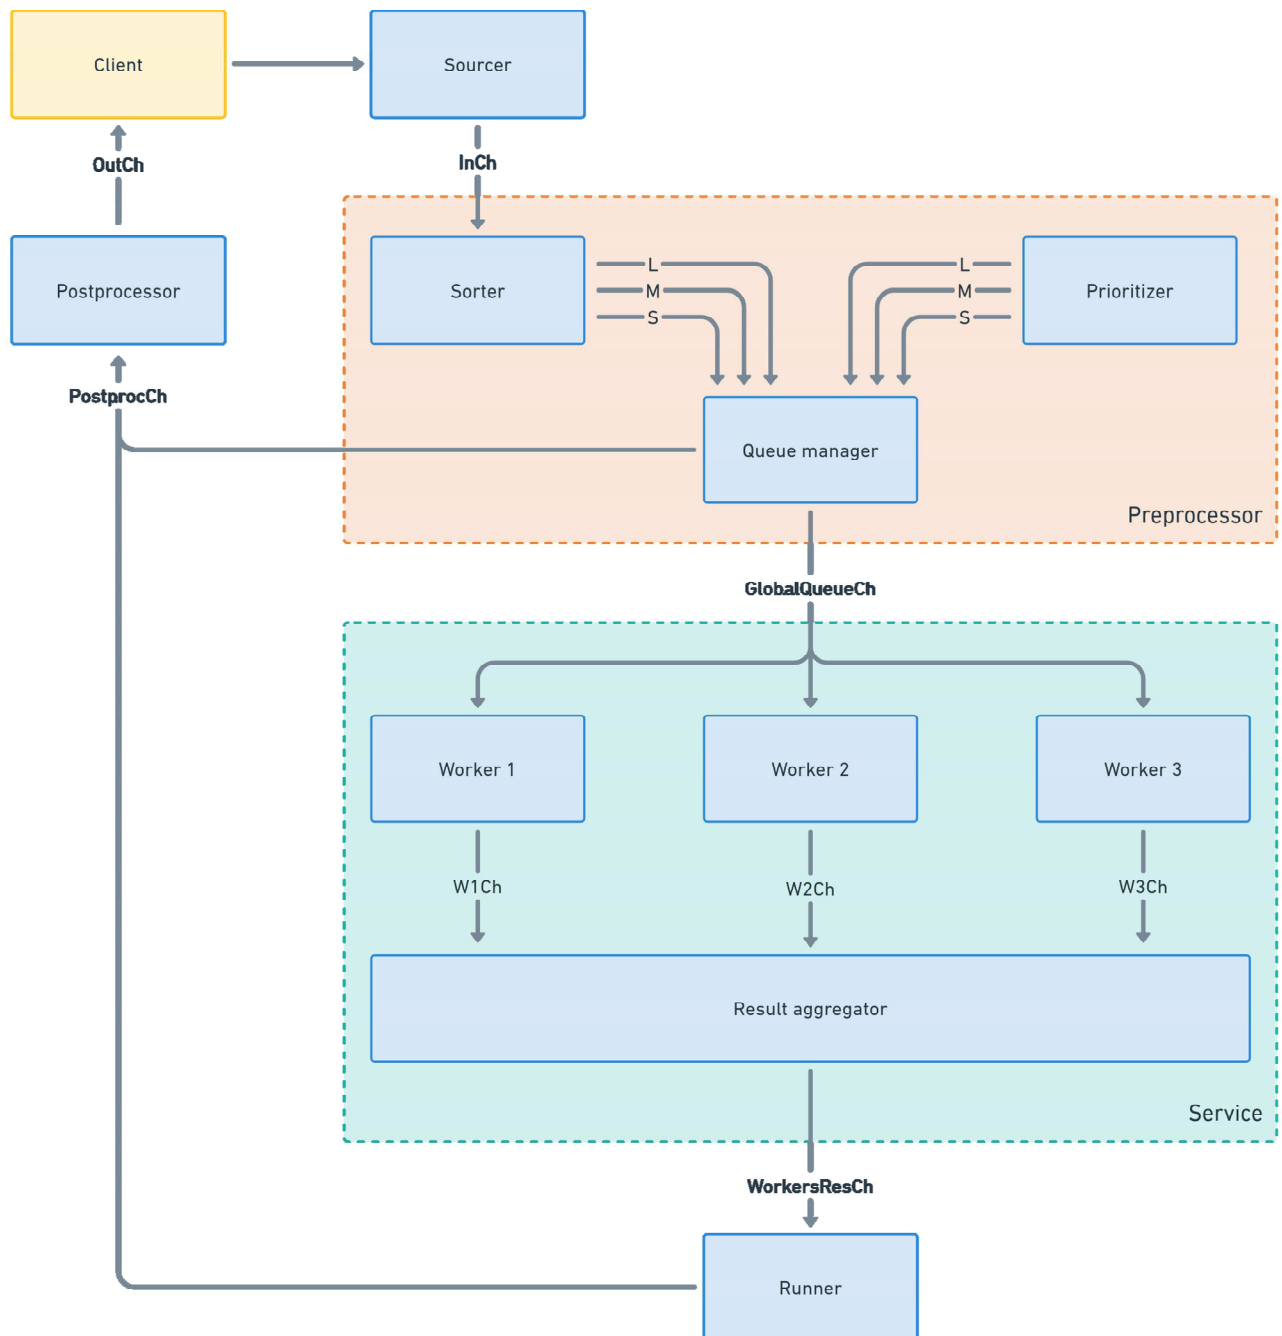 Client
Sourcer
OutCh
InCh
Postprocessor
Sorter
L
M
S
L
M
S
Prioritizer
PostprocCh
Queue manager
Preprocessor
GlobalQueueCh
Worker 1
Worker 2
Worker 3
W1Ch
W2Ch
W3Ch
Result aggregator
Service
WorkersResCh
Runner